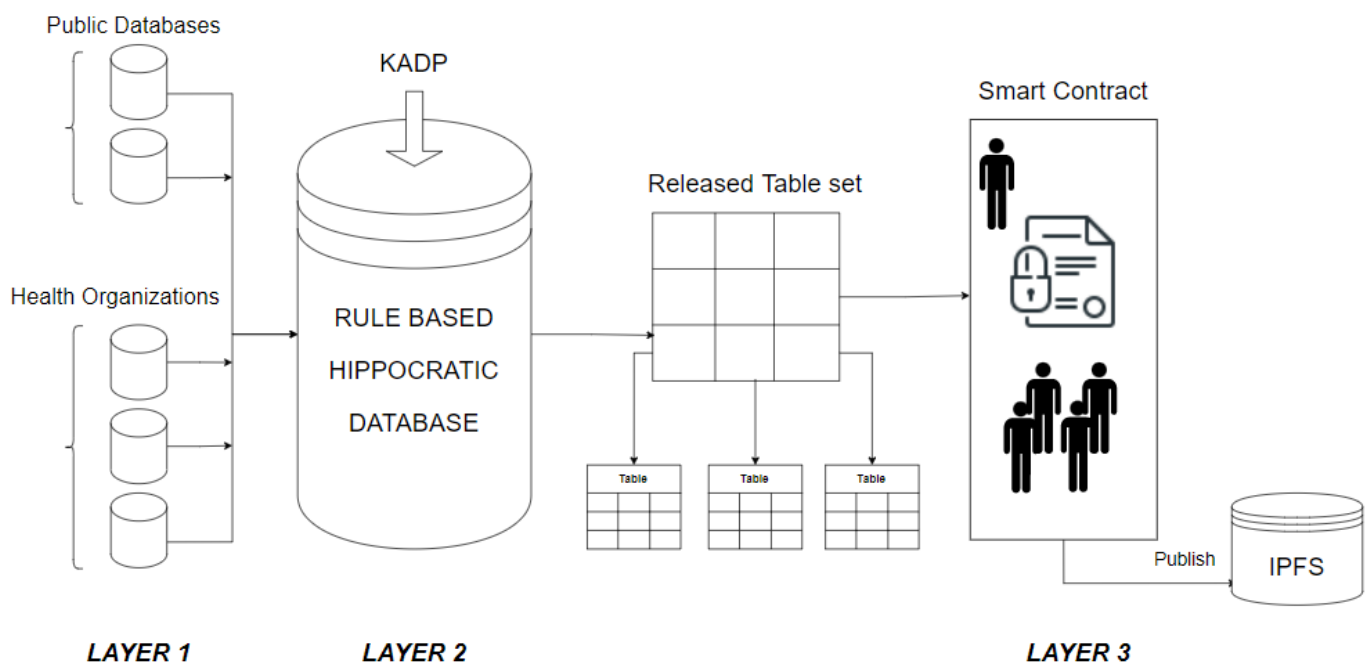 Public Databases
KADP
Smart Contract
Released Table set
Health Organizations
RULE BASED
HIPPOCRATIC
DATABASE
Table
Table
Table
Publish
IPFS
LAYER 1
LAYER 2
LAYER 3